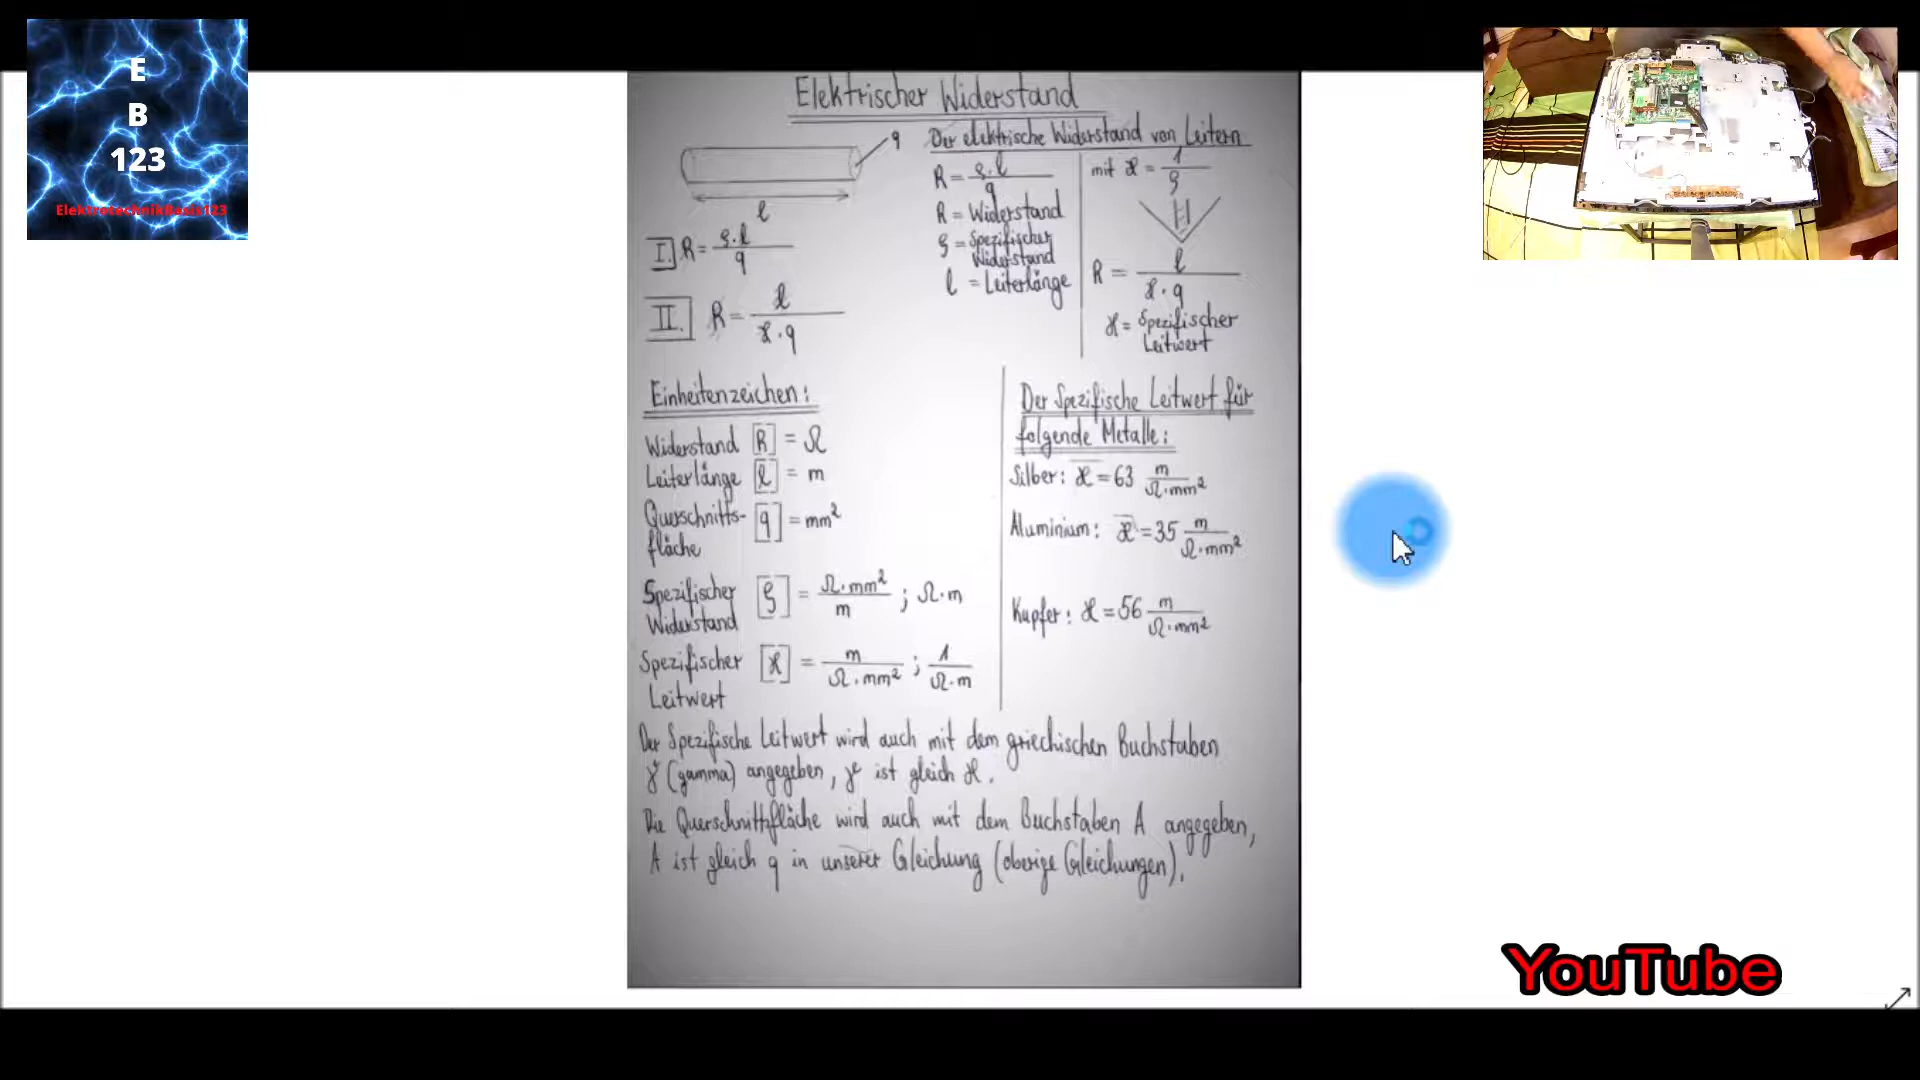 E
B
123
ElektrotechnikBasis123
Elektrischer Widerstand
q
l
I. R = ρ·l / q
II. R = l / ϰ·q
Der elektrische Widerstand von Leitern
R = ρ·l / q
R = Widerstand
ρ = Spezifischer
Widerstand
l = Leiterlänge
mit ϰ = 1 / ρ
R = l / ϰ·q
ϰ = Spezifischer
Leitwert
Einheitenzeichen:
Widerstand [R] = Ω
Leiterlänge [l] = m
Querschnitts-
fläche [q] = mm²
Spezifischer
Widerstand [ρ] = Ω·mm² / m ; Ω·m
Spezifischer
Leitwert [ϰ] = m / Ω·mm² ; 1 / Ω·m
Der Spezifische Leitwert für
folgende Metalle:
Silber: ϰ = 63 m / Ω·mm²
Aluminium: ϰ = 35 m / Ω·mm²
Kupfer: ϰ = 56 m / Ω·mm²
Der Spezifische Leitwert wird auch mit dem griechischen Buchstaben
γ (gamma) angegeben, γ ist gleich ϰ.
Die Querschnittsfläche wird auch mit dem Buchstaben A angegeben,
A ist gleich q in unserer Gleichung (oberige Gleichungen).
YouTube